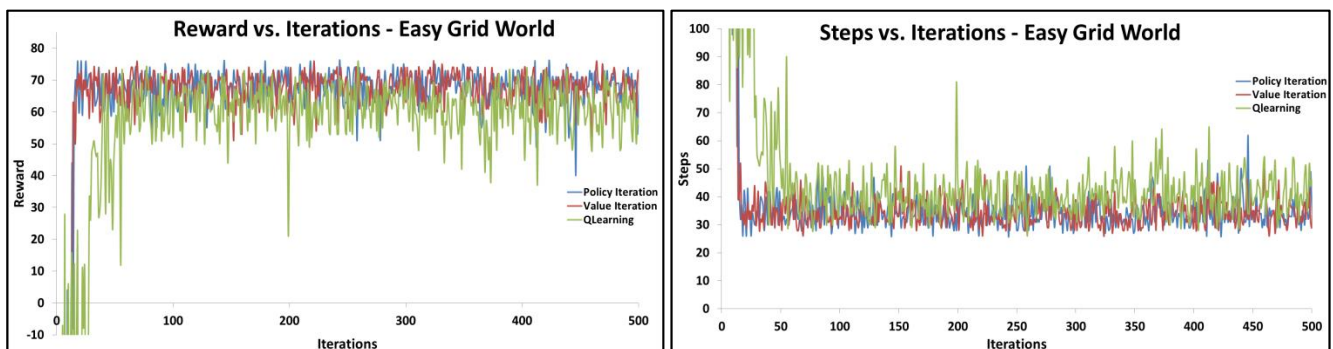 Reward vs. Iterations - Easy Grid World
80
70
60
50
40
30
20
10
0
-10
Reward
0 100 200 300 400 500
Iterations
Policy Iteration
Value Iteration
QLearning
Steps vs. Iterations - Easy Grid World
100
90
80
70
60
50
40
30
20
10
0
Steps
0 50 100 150 200 250 300 350 400 450 500
Iterations
Policy Iteration
Value Iteration
Qlearning